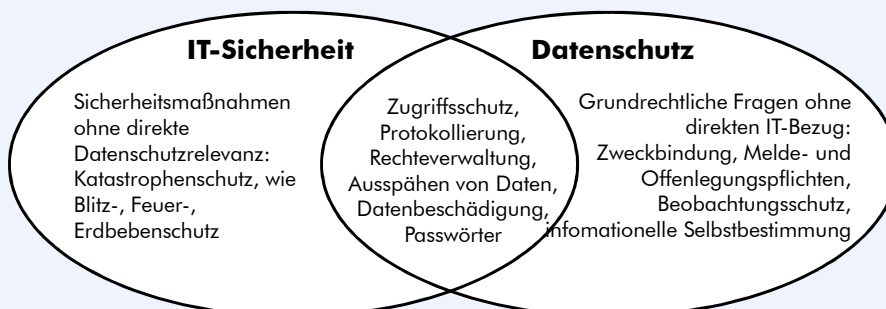 IT-Sicherheit
Datenschutz
Sicherheitsmaßnahmen
ohne direkte
Datenschutzrelevanz:
Katastrophenschutz, wie
Blitz-, Feuer-,
Erdbebenschutz
Zugriffsschutz,
Protokollierung,
Rechteverwaltung,
Ausspähen von Daten,
Datenbeschädigung,
Passwörter
Grundrechtliche Fragen ohne
direkten IT-Bezug:
Zweckbindung, Melde- und
Offenlegungspflichten,
Beobachtungsschutz,
infomationelle Selbstbestimmung